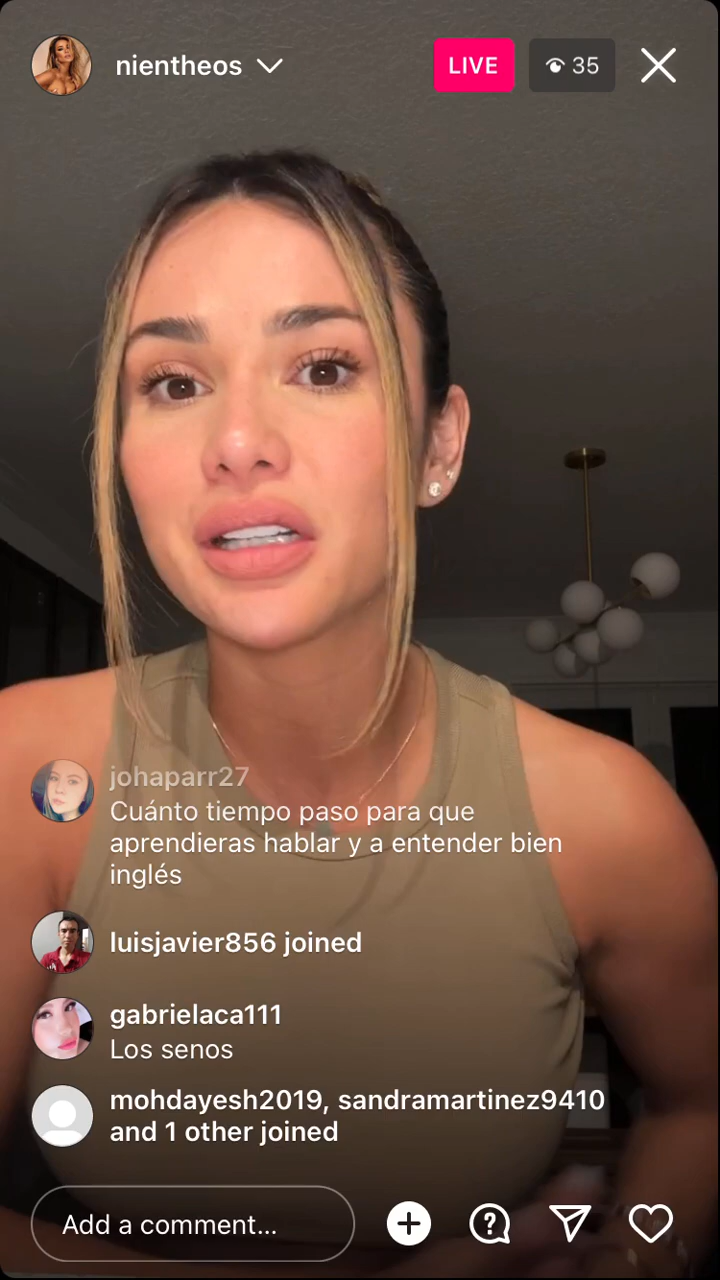 nientheos
LIVE
35
johaparr27
Cuánto tiempo paso para que
aprendieras hablar y a entender bien
inglés
luisjavier856 joined
gabrielaca111
Los senos
mohdayesh2019, sandramartinez9410
and 1 other joined
Add a comment...